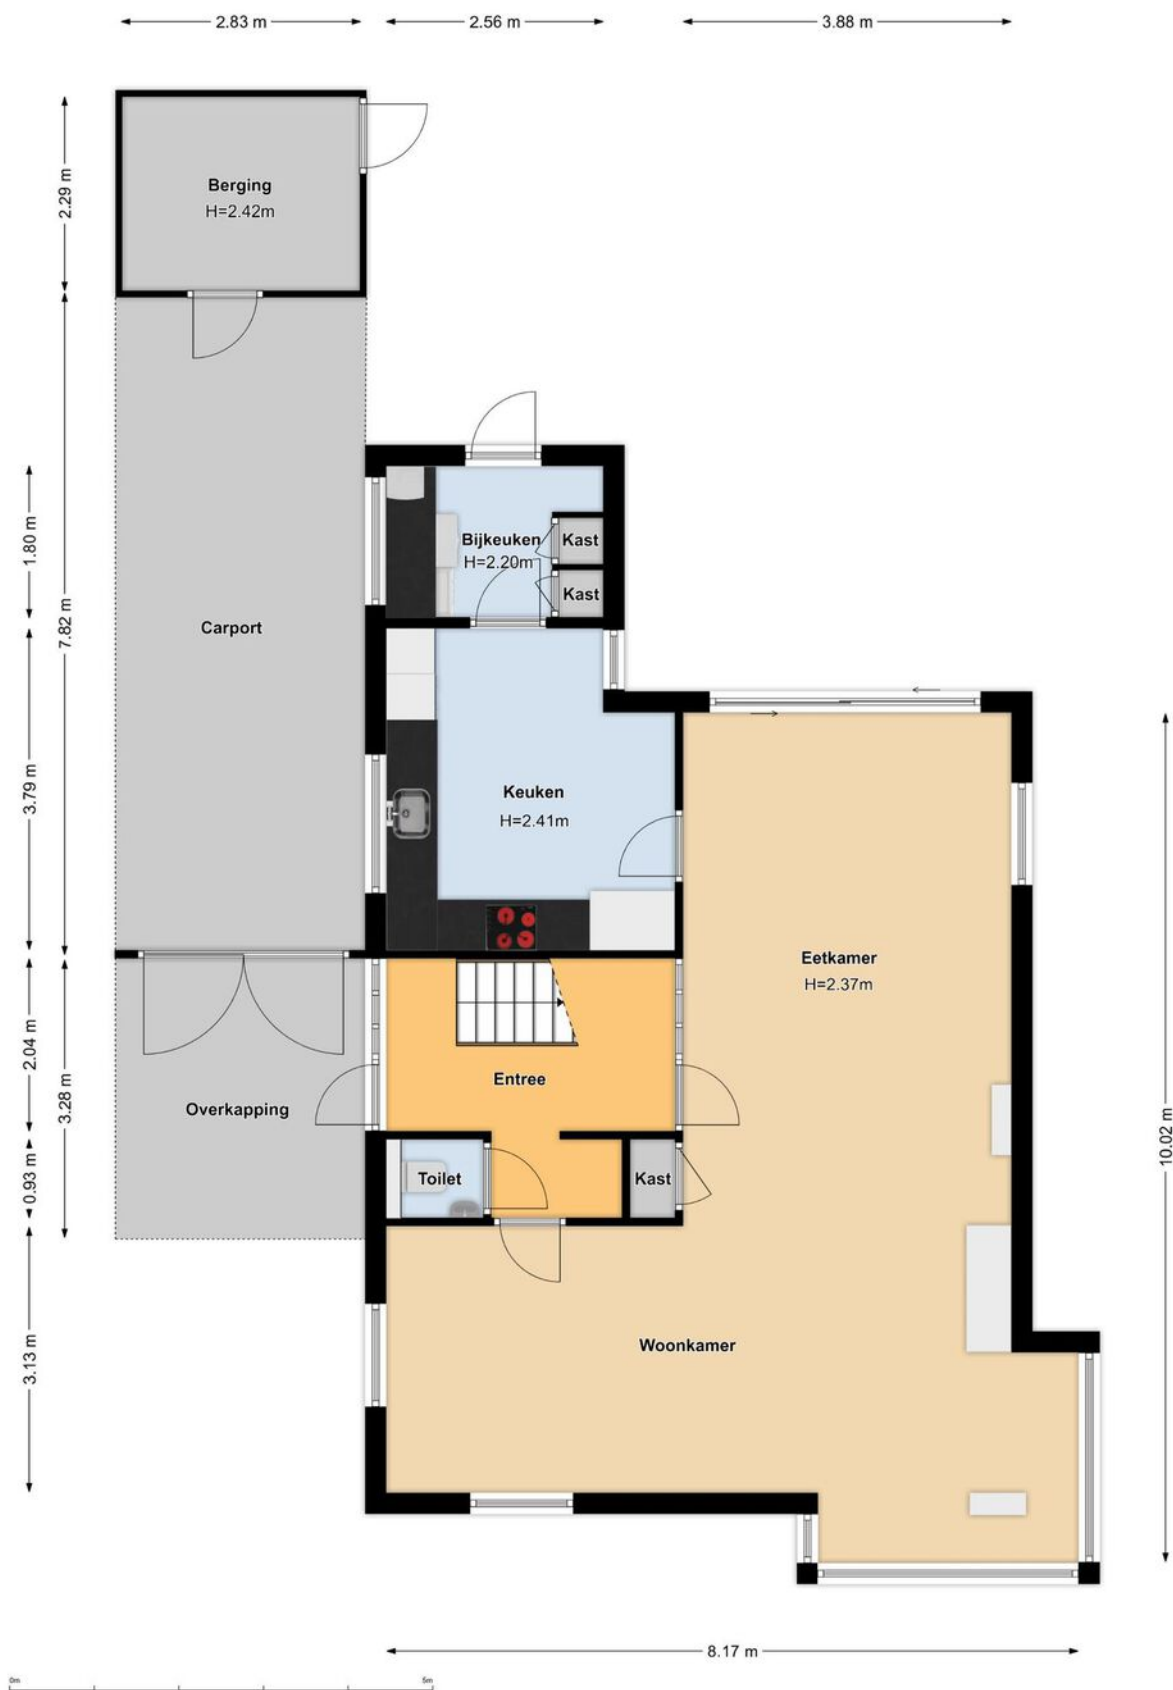 2.83 m
2.56 m
3.88 m
2.29 m
Berging
H=2.42m
1.80 m
Bijkeuken
H=2.20m
Kast
Kast
7.82 m
Carport
3.79 m
Keuken
H=2.41m
Eetkamer
H=2.37m
2.04 m
3.28 m
Entree
Overkapping
10.02 m
0.93 m
Toilet
Kast
3.13 m
Woonkamer
8.17 m
0m
5m